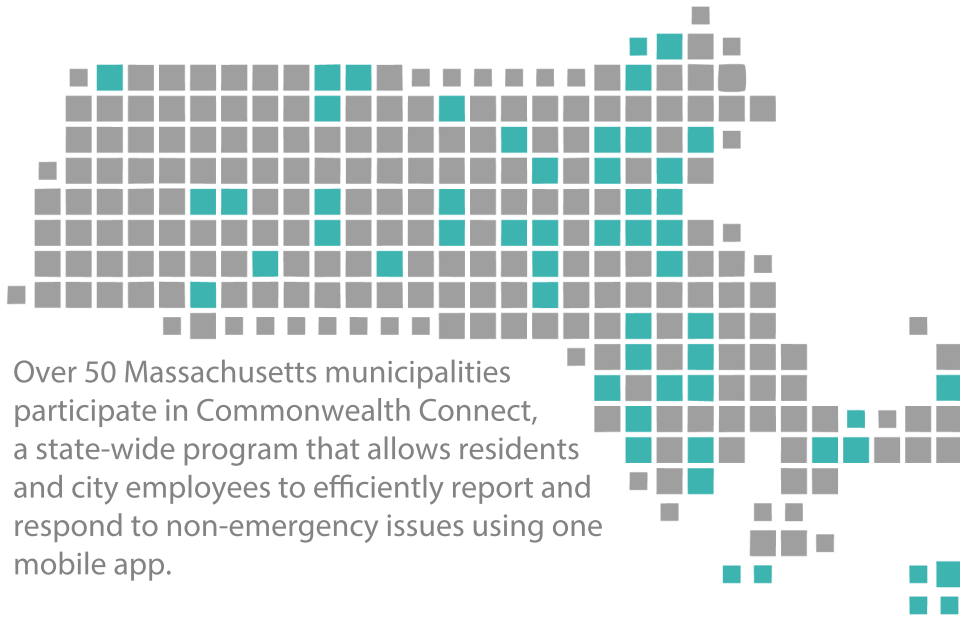 Over 50 Massachusetts municipalities
participate in Commonwealth Connect,
a state-wide program that allows residents
and city employees to efficiently report and
respond to non-emergency issues using one
mobile app.